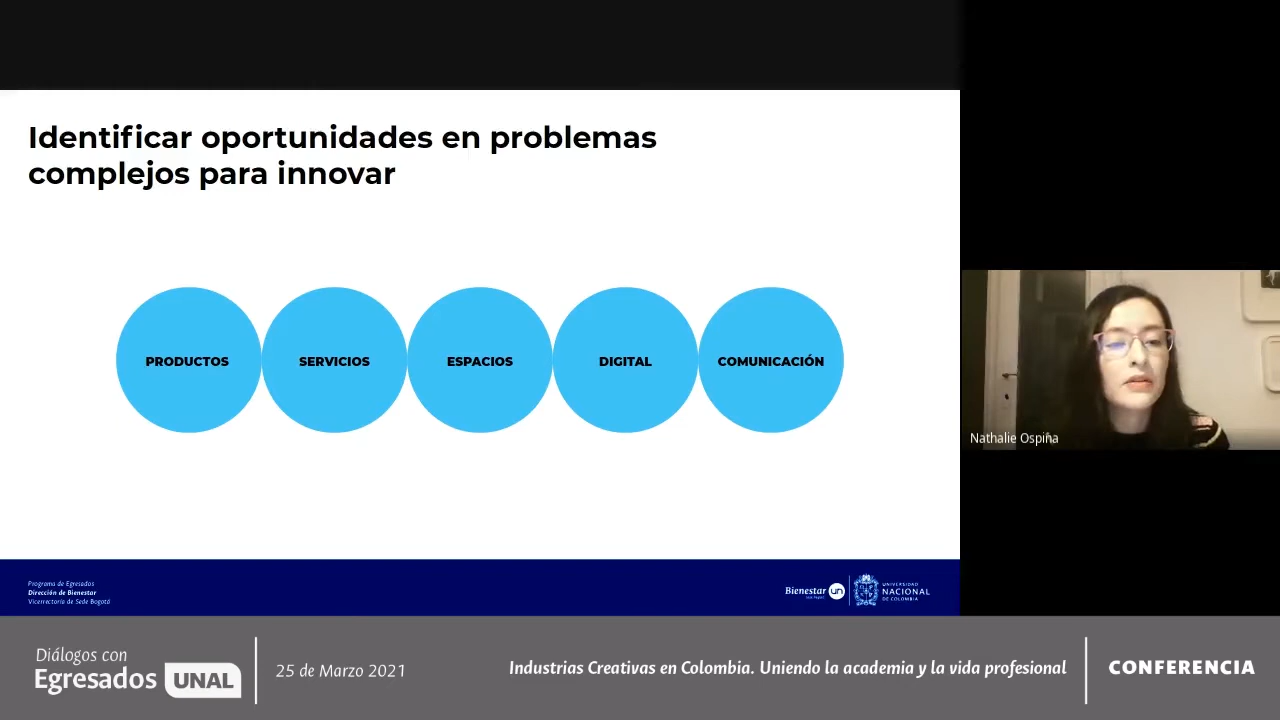 Identificar oportunidades en problemas
complejos para innovar
PRODUCTOS
SERVICIOS
ESPACIOS
DIGITAL
COMUNICACIÓN
Nathalie Ospiña
Programa de Egresados
Dirección de Bienestar
Vicerrectoría de Sede Bogotá
Bienestar un
UNIVERSIDAD
NACIONAL
DE COLOMBIA
Diálogos con
Egresados UNAL
25 de Marzo 2021
Industrias Creativas en Colombia. Uniendo la academia y la vida profesional
CONFERENCIA